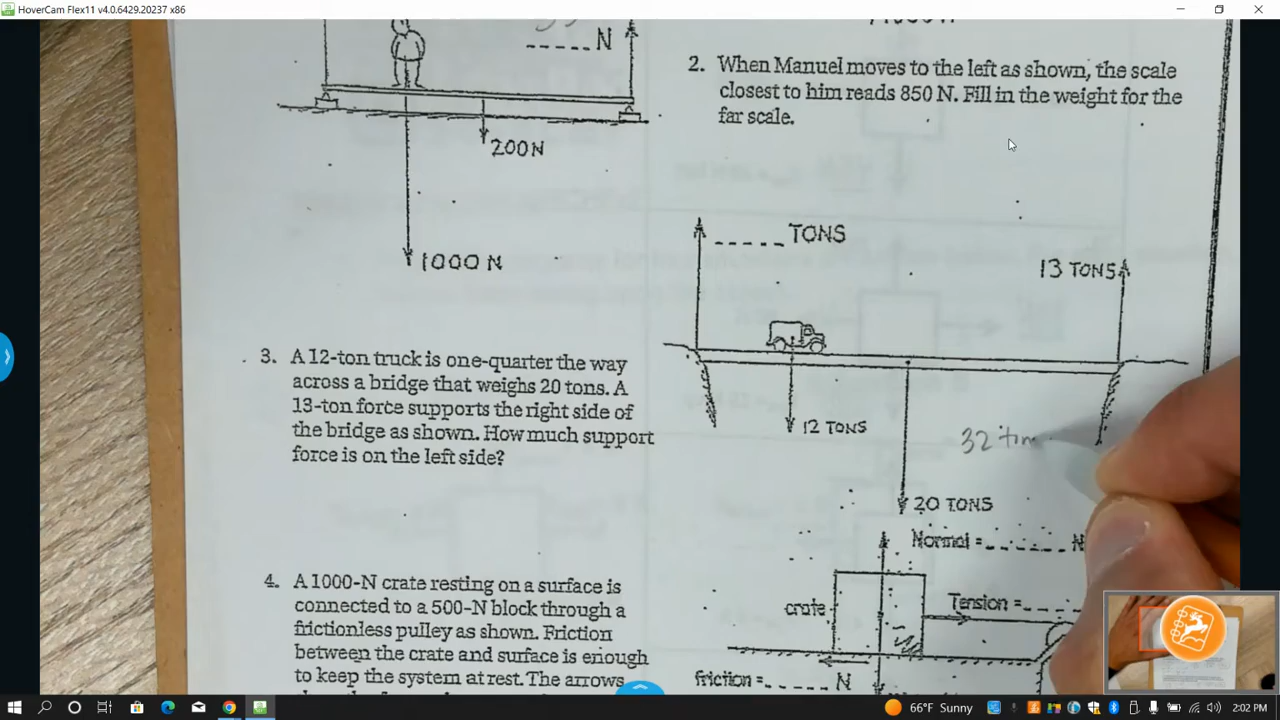 HoverCam Flex11 v4.0.6429.20237 x86
_ _ _ _ _ N
200N
1000 N
2. When Manuel moves to the left as shown, the scale
closest to him reads 850 N. Fill in the weight for the
far scale.
_ _ _ _ _ TONS
13 TONS
12 TONS
32 tons
20 TONS
3. A 12-ton truck is one-quarter the way
across a bridge that weighs 20 tons. A
13-ton force supports the right side of
the bridge as shown. How much support
force is on the left side?
Normal = _ _ _ _ _ _ N
crate
Tension = _ _ _ _
friction = _ _ _ _ _ N
4. A 1000-N crate resting on a surface is
connected to a 500-N block through a
frictionless pulley as shown. Friction
between the crate and surface is enough
to keep the system at rest. The arrows
66°F Sunny
2:02 PM